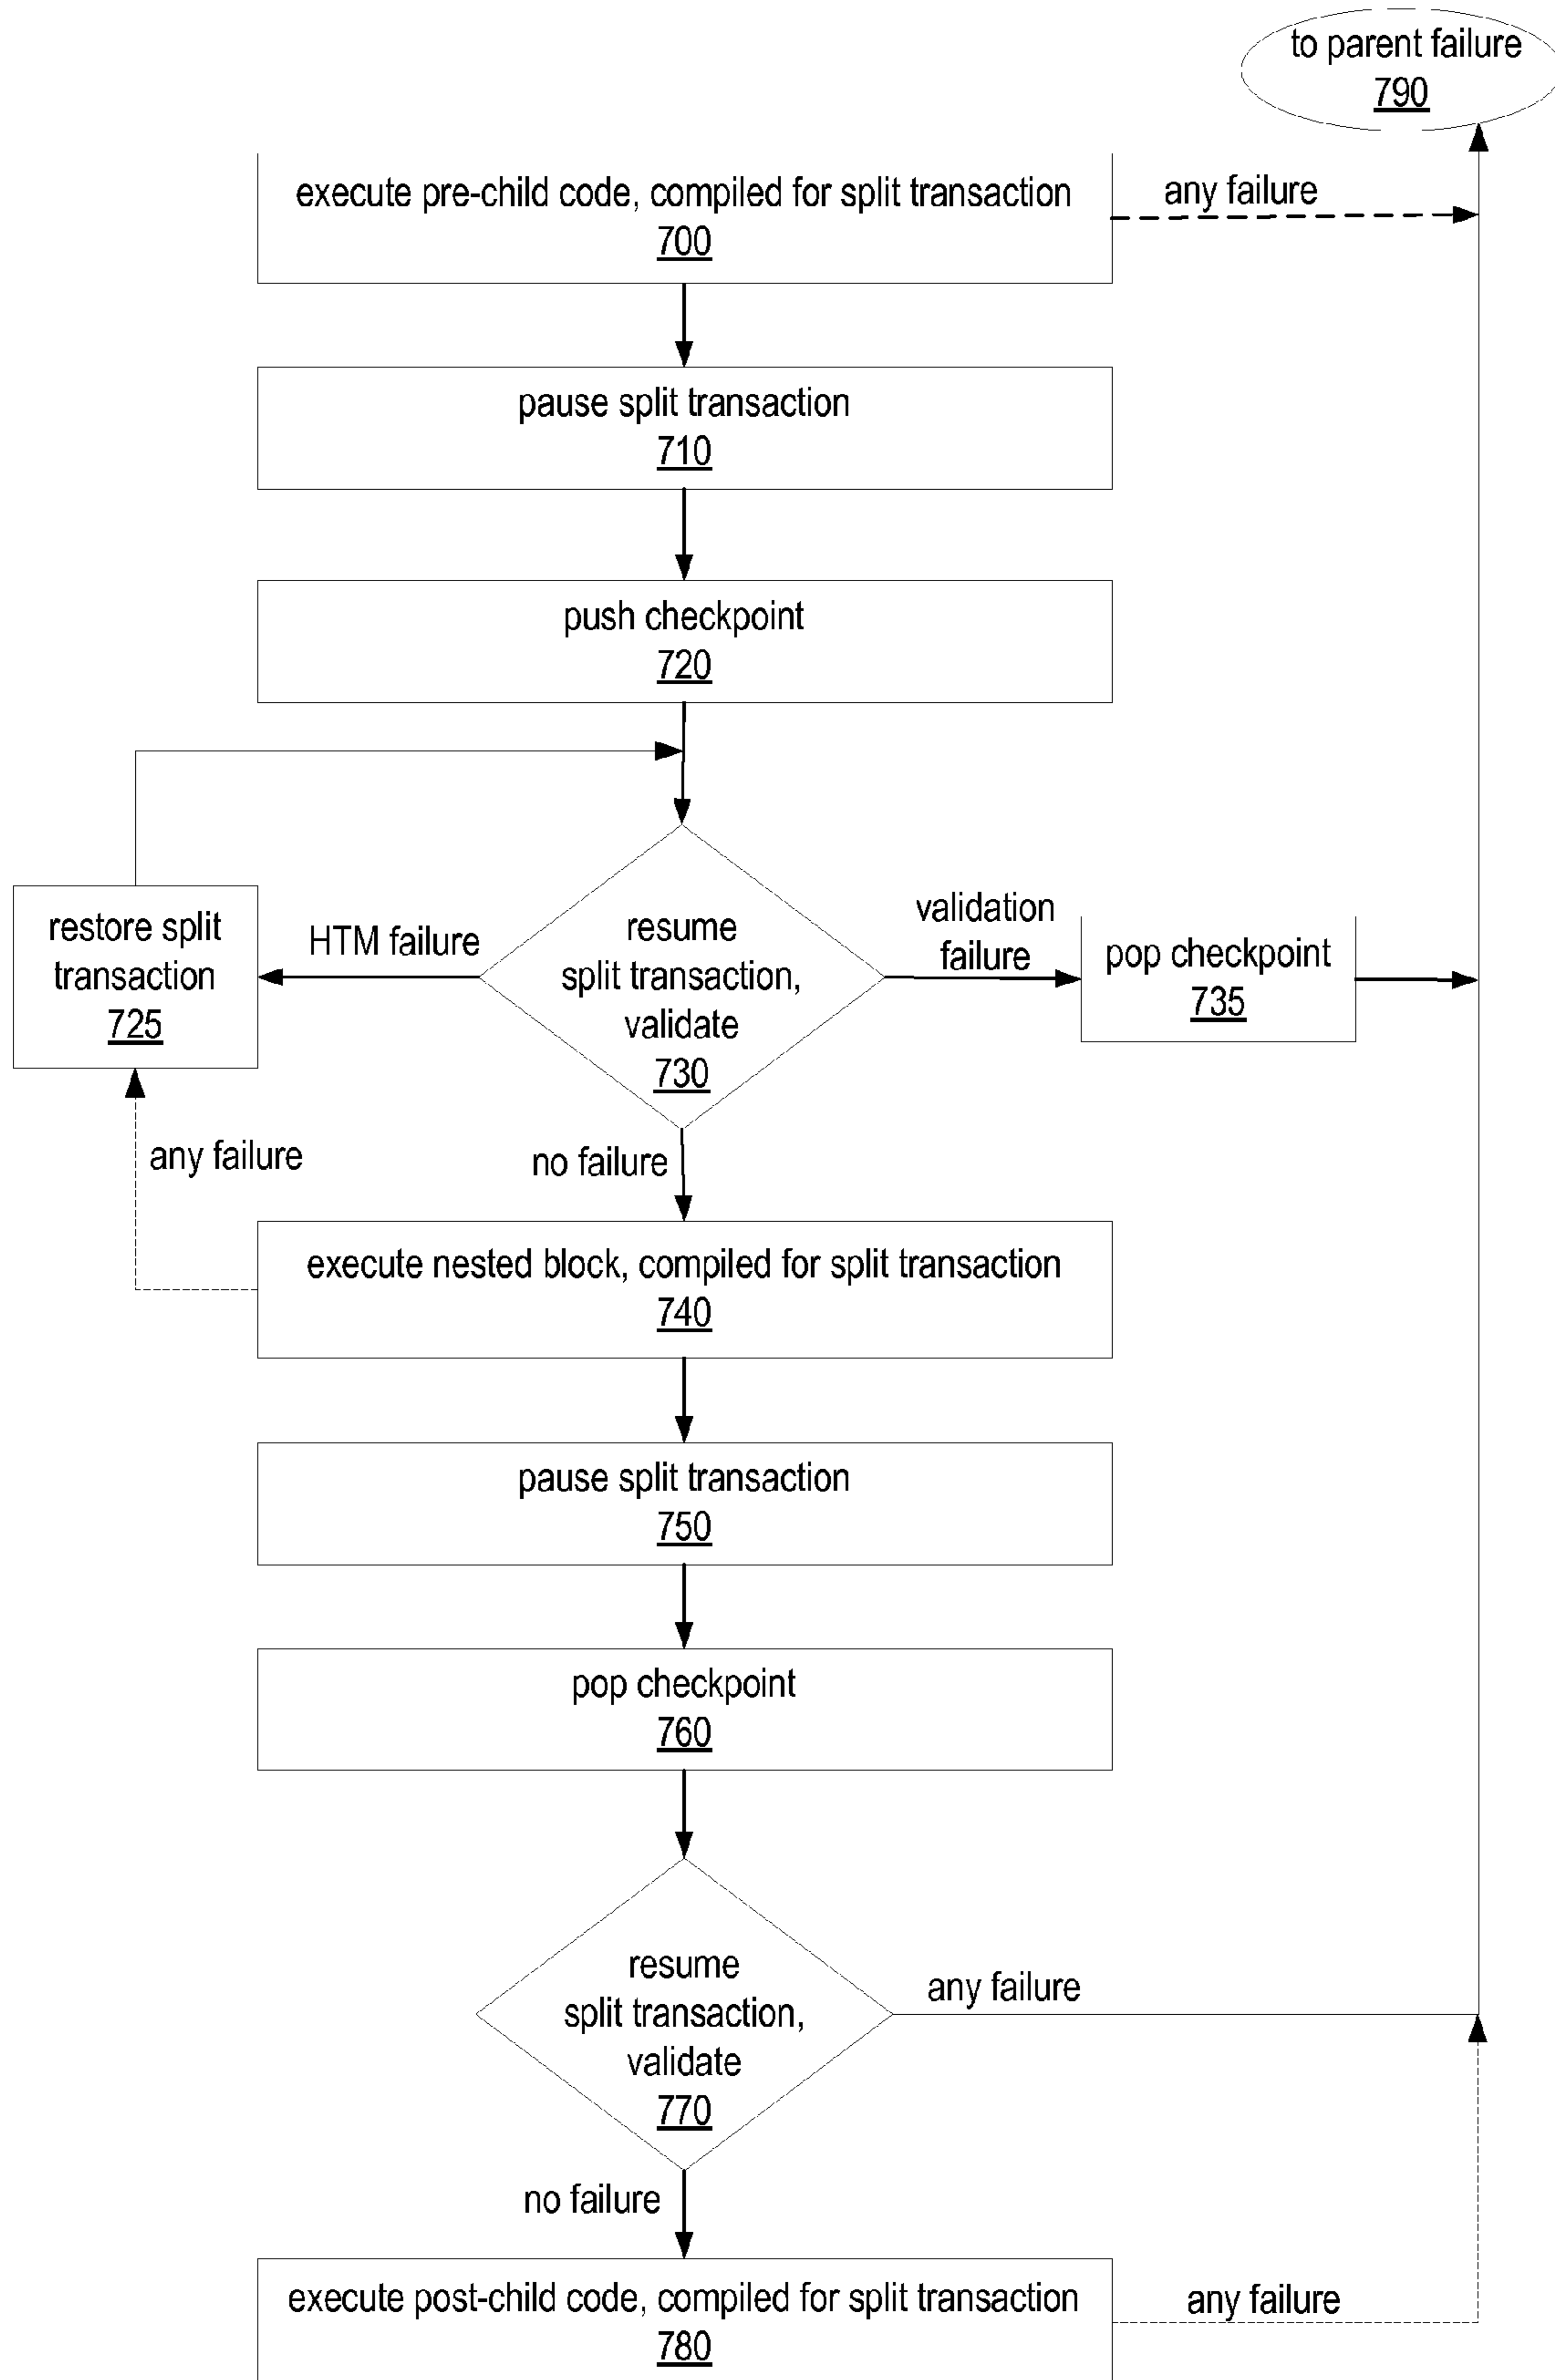 to parent failure
790
execute pre-child code, compiled for split transaction
700
any failure
pause split transaction
710
push checkpoint
720
restore split
transaction
725
HTM failure
resume
split transaction,
validate
730
validation
failure
pop checkpoint
735
any failure
no failure
execute nested block, compiled for split transaction
740
pause split transaction
750
pop checkpoint
760
resume
split transaction,
validate
770
any failure
no failure
execute post-child code, compiled for split transaction
780
any failure